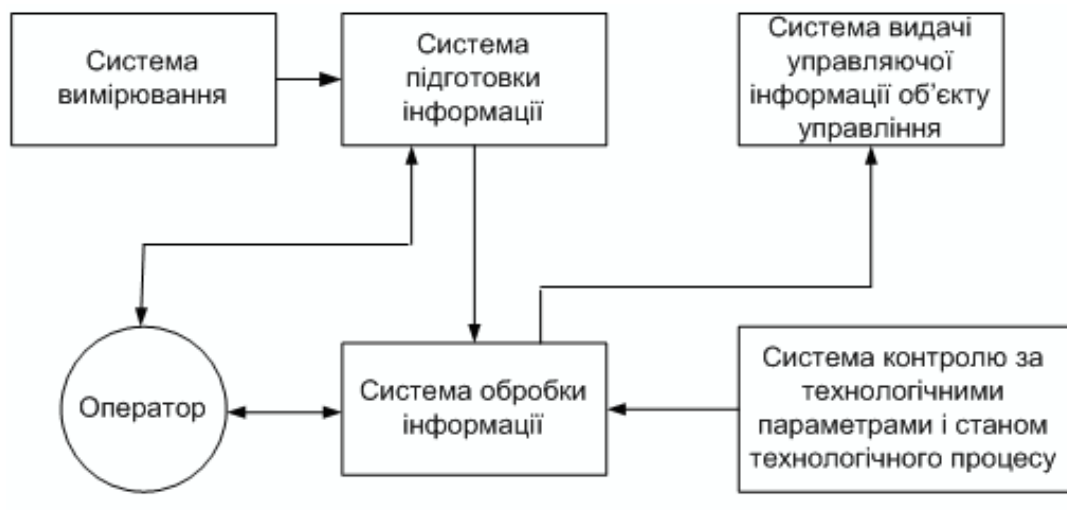 Система
вимірювання
Система
підготовки
інформації
Система видачі
управляючої
інформації об’єкту
управління
Оператор
Система обробки
інформації
Система контролю за
технологічними
параметрами і станом
технологічного процесу